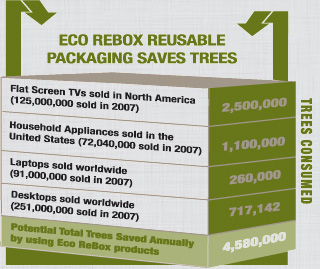 ECO REBOX REUSABLE
PACKAGING SAVES TREES
Flat Screen TVs sold in North America
(125,000,000 sold in 2007)
2,500,000
Household Appliances sold in the
United States (72,040,000 sold in 2007)
1,100,000
Laptops sold worldwide
(91,000,000 sold in 2007)
260,000
Desktops sold worldwide
(251,000,000 sold in 2007)
717,142
Potential Total Trees Saved Annually
by using Eco ReBox products
4,580,000
TREES CONSUMED